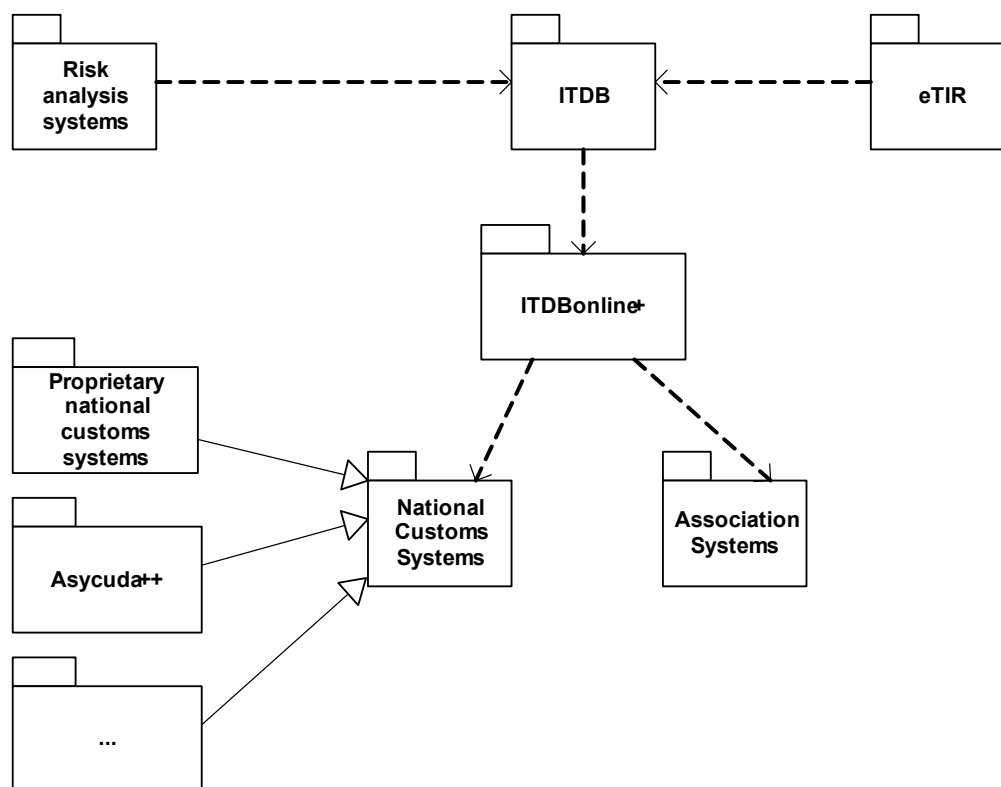 Risk
analysis
systems
ITDB
eTIR
ITDBonline+
Proprietary
national
customs
systems
National
Customs
Systems
Association
Systems
Asycuda++
...